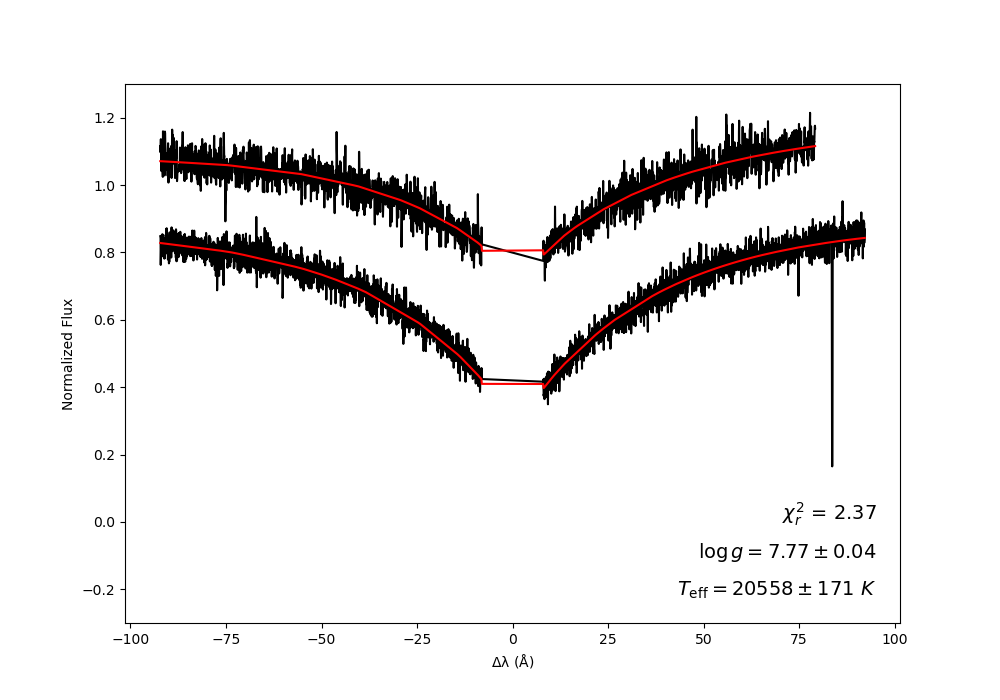 1.2
1.0
0.8
0.6
0.4
0.2
0.0
−0.2
Normalized Flux
χ²ᵣ = 2.37
log g = 7.77 ± 0.04
T_eff = 20558 ± 171 K
−100 −75 −50 −25 0 25 50 75 100
Δλ (Å)